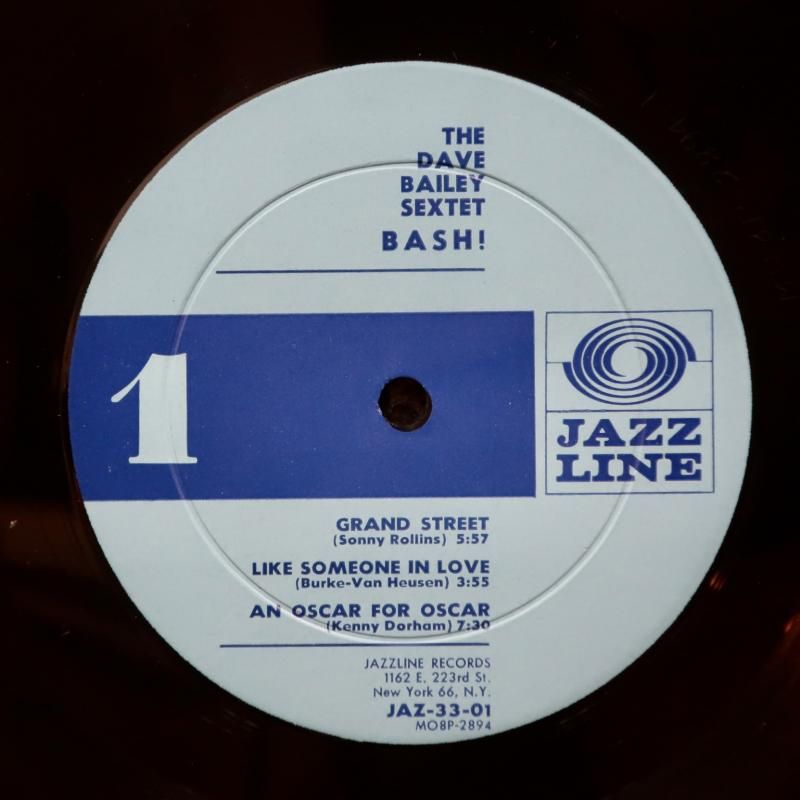 THE
DAVE
BAILEY
SEXTET
BASH!
1
JAZZ
LINE
GRAND STREET
(Sonny Rollins) 5:57
LIKE SOMEONE IN LOVE
(Burke-Van Heusen) 3:55
AN OSCAR FOR OSCAR
(Kenny Dorham) 7:30
JAZZLINE RECORDS
1162 E. 223rd St.
New York 66, N.Y.
JAZ-33-01
MO8P-2894